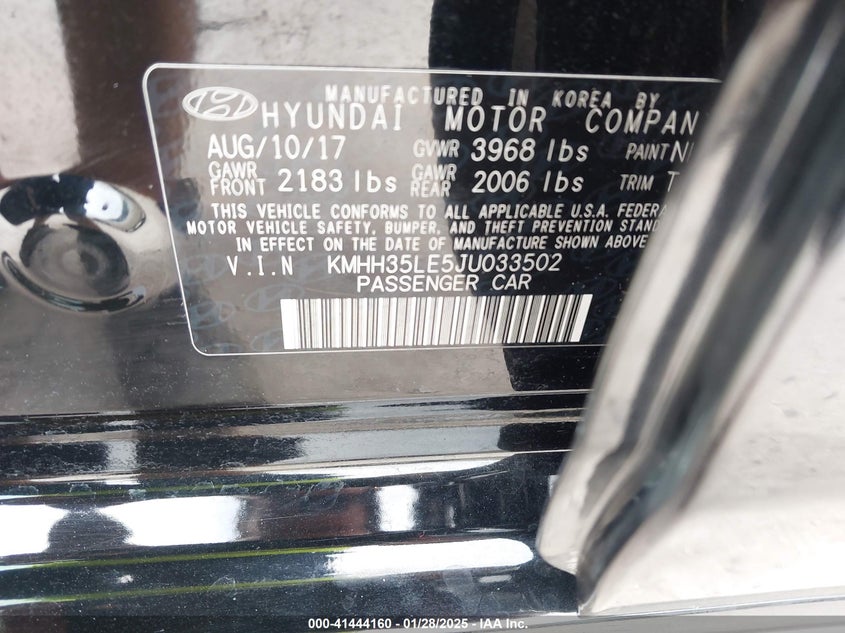 MANUFACTURED IN KOREA BY
HYUNDAI MOTOR COMPAN
AUG/10/17 GVWR 3968 lbs PAINT
GAWR FRONT 2183 lbs GAWR REAR 2006 lbs TRIM T
THIS VEHICLE CONFORMS TO ALL APPLICABLE U.S.A. FEDERA
MOTOR VEHICLE SAFETY, BUMPER, AND THEFT PREVENTION STAND
IN EFFECT ON THE DATE OF MANUFACTURE SHOWN ABOVE
V.I.N KMHH35LE5JU033502
PASSENGER CAR
000-41444160 — 01/28/2025 — IAA Inc.